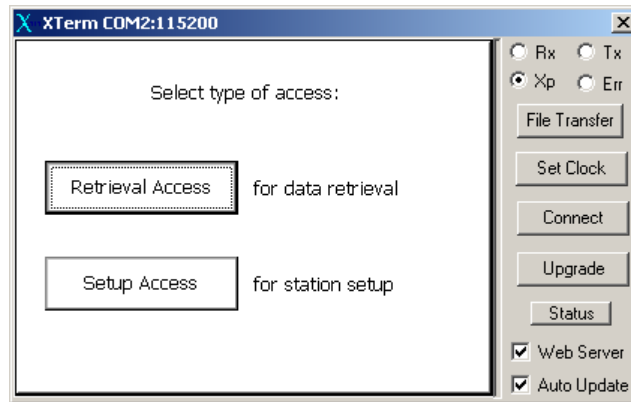 XTerm COM2:115200
Select type of access:
Retrieval Access for data retrieval
Setup Access for station setup
Rx Tx
Xp Err
File Transfer
Set Clock
Connect
Upgrade
Status
Web Server
Auto Update